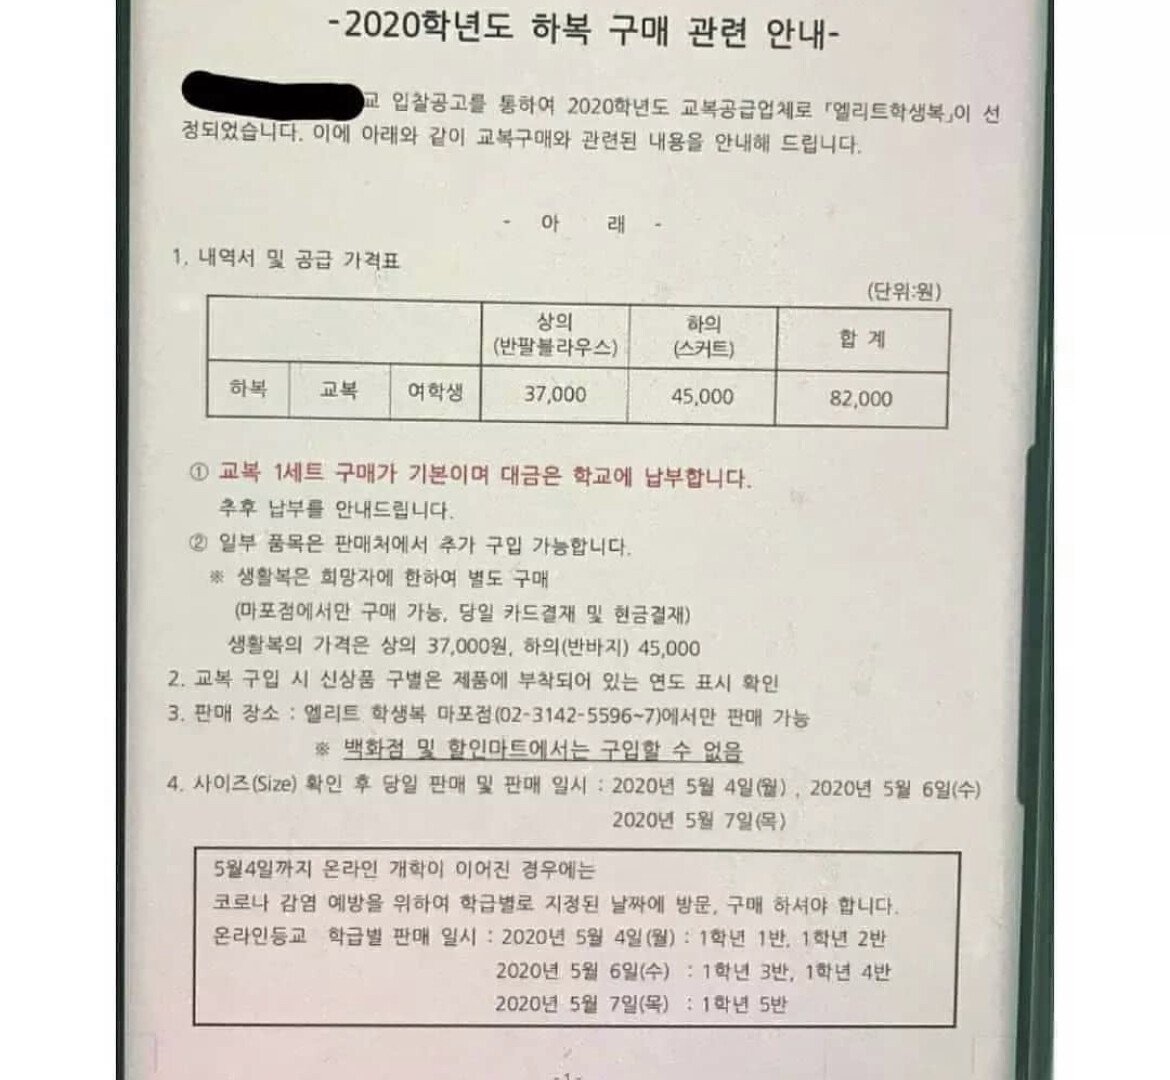 -2020학년도 하복 구매 관련 안내-
교 입찰공고를 통하여 2020학년도 교복공급업체로 「엘리트학생복」이 선
정되었습니다. 이에 아래와 같이 교복구매와 관련된 내용을 안내해 드립니다.
- 아 래 -
1. 내역서 및 공급 가격표
(단위:원)
상의 하의 합 계
(반팔블라우스) (스커트)
하복 교복 여학생 37,000 45,000 82,000
① 교복 1세트 구매가 기본이며 대금은 학교에 납부합니다.
추후 납부를 안내드립니다.
② 일부 품목은 판매처에서 추가 구입 가능합니다.
※ 생활복은 희망자에 한하여 별도 구매
(마포점에서만 구매 가능, 당일 카드결재 및 현금결재)
생활복의 가격은 상의 37,000원, 하의(반바지) 45,000
2. 교복 구입 시 신상품 구별은 제품에 부착되어 있는 연도 표시 확인
3. 판매 장소 : 엘리트 학생복 마포점(02-3142-5596~7)에서만 판매 가능
※ 백화점 및 할인마트에서는 구입할 수 없음
4. 사이즈(Size) 확인 후 당일 판매 및 판매 일시 : 2020년 5월 4일(월) , 2020년 5월 6일(수)
2020년 5월 7일(목)
5월4일까지 온라인 개학이 이어진 경우에는
코로나 감염 예방을 위하여 학급별로 지정된 날짜에 방문, 구매 하셔야 합니다.
온라인등교 학급별 판매 일시 : 2020년 5월 4일(월) : 1학년 1반, 1학년 2반
2020년 5월 6일(수) : 1학년 3반, 1학년 4반
2020년 5월 7일(목) : 1학년 5반
- 1 -